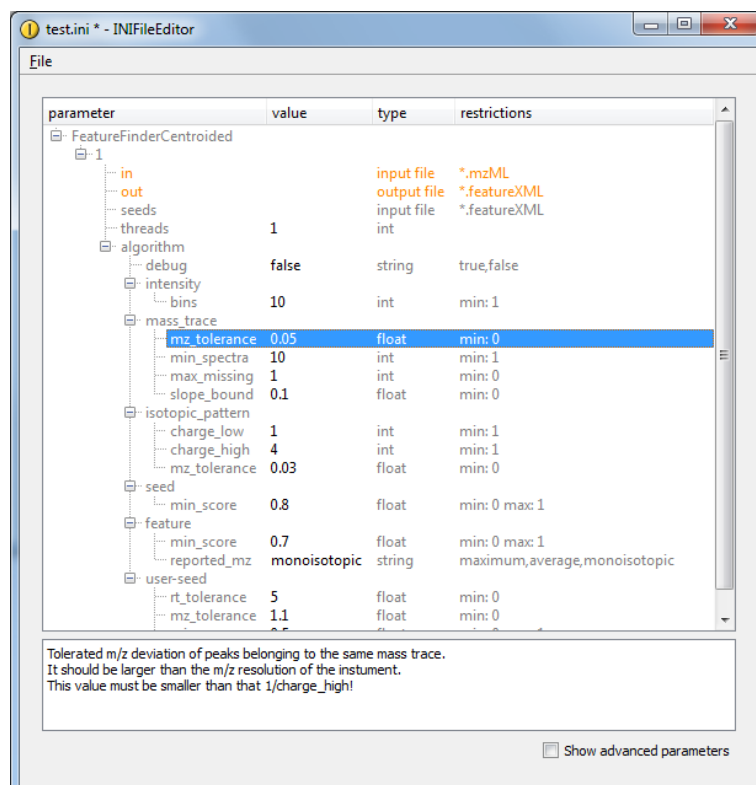 test.ini * - INIFileEditor
File
parameter value type restrictions
FeatureFinderCentroided
1
in input file *.mzML
out output file *.featureXML
seeds input file *.featureXML
threads 1 int
algorithm
debug false string true,false
intensity
bins 10 int min: 1
mass_trace
mz_tolerance 0.05 float min: 0
min_spectra 10 int min: 1
max_missing 1 int min: 0
slope_bound 0.1 float min: 0
isotopic_pattern
charge_low 1 int min: 1
charge_high 4 int min: 1
mz_tolerance 0.03 float min: 0
seed
min_score 0.8 float min: 0 max: 1
feature
min_score 0.7 float min: 0 max: 1
reported_mz monoisotopic string maximum,average,monoisotopic
user-seed
rt_tolerance 5 float min: 0
mz_tolerance 1.1 float min: 0
Tolerated m/z deviation of peaks belonging to the same mass trace.
It should be larger than the m/z resolution of the instument.
This value must be smaller than that 1/charge_high!
Show advanced parameters